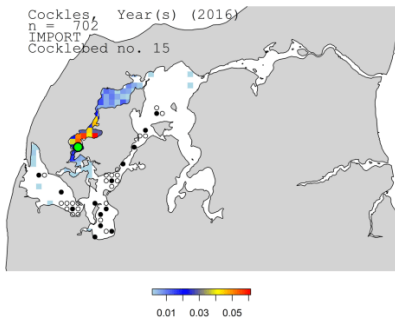 Cockles, Year(s) (2016)
n = 702
IMPORT
Cocklebed no. 15
0.01 0.03 0.05